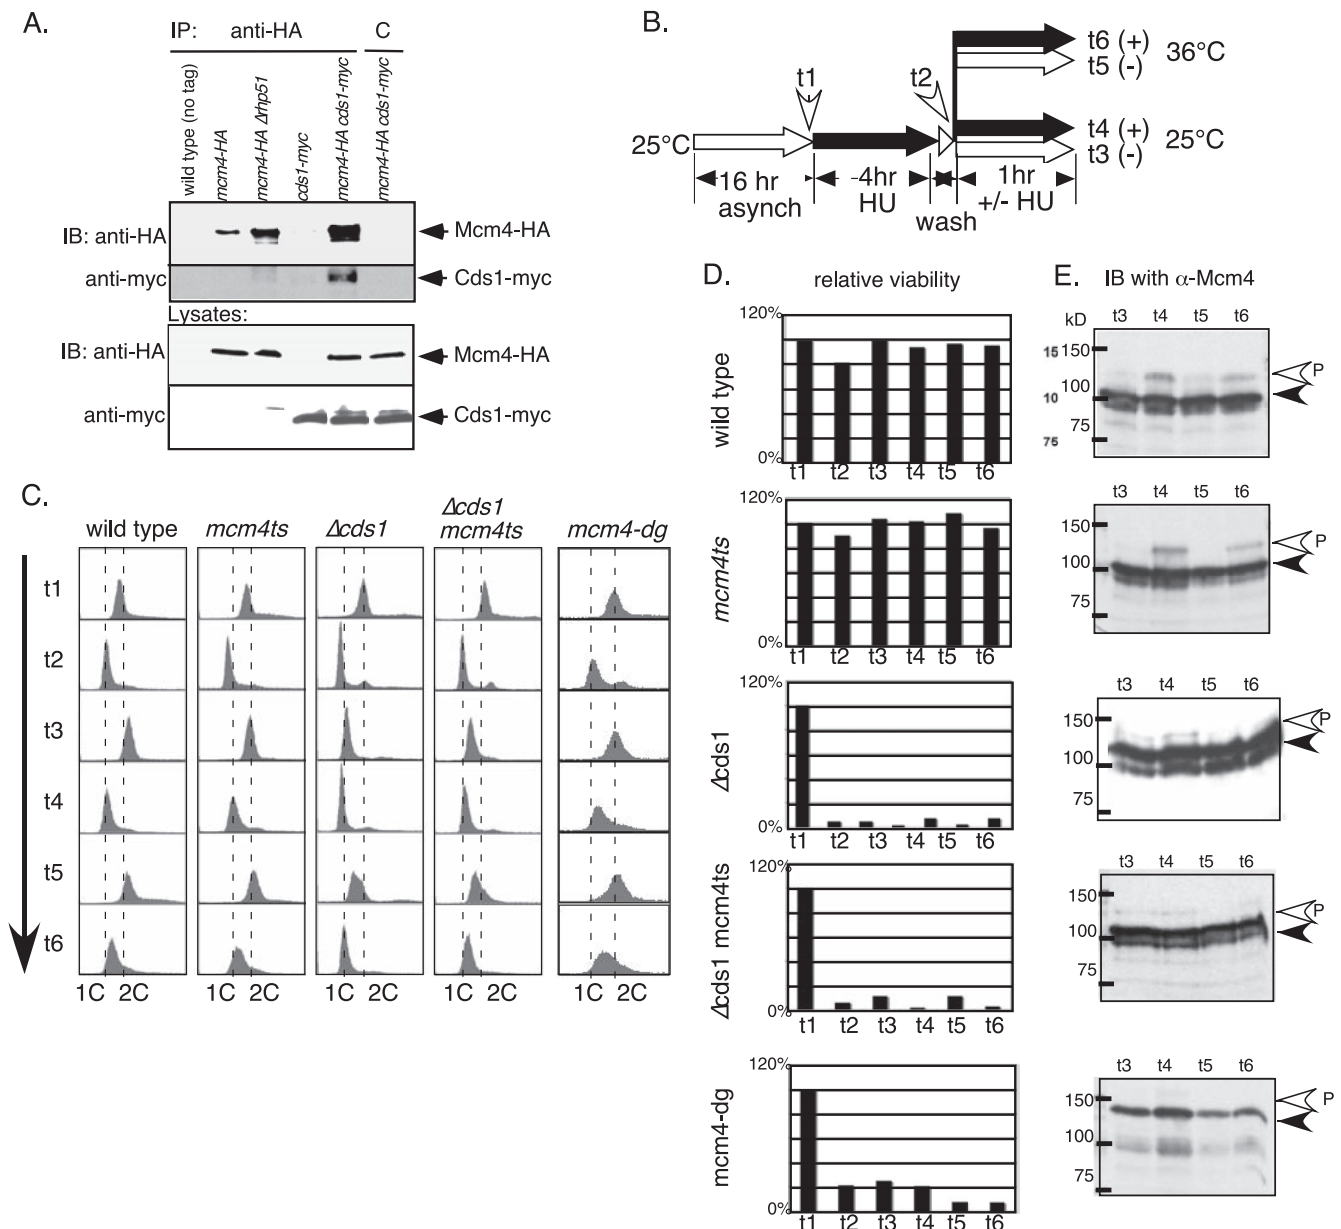 A.
IP: anti-HA C
wild type (no tag)
mcm4-HA
mcm4-HA Δrhp51
cds1-myc
mcm4-HA cds1-myc
mcm4-HA cds1-myc
IB: anti-HA
Mcm4-HA
anti-myc
Cds1-myc
Lysates:
IB: anti-HA
Mcm4-HA
anti-myc
Cds1-myc
B.
t1
t2
t6 (+)
t5 (-)
36°C
25°C
t4 (+)
t3 (-)
25°C
16 hr
asynch
-4hr
HU
wash
1hr
+/- HU
C.
wild type
mcm4ts
Δcds1
Δcds1
mcm4ts
mcm4-dg
t1
t2
t3
t4
t5
t6
1C 2C
1C 2C
1C 2C
1C 2C
1C 2C
D.
relative viability
wild type
120%
0%
t1 t2 t3 t4 t5 t6
mcm4ts
120%
0%
t1 t2 t3 t4 t5 t6
Δcds1
120%
0%
t1 t2 t3 t4 t5 t6
Δcds1 mcm4ts
120%
0%
t1 t2 t3 t4 t5 t6
mcm4-dg
120%
0%
t1 t2 t3 t4 t5 t6
E.
IB with α-Mcm4
kD
t3 t4 t5 t6
15 150
100
10
75
75
P
t3 t4 t5 t6
150
100
75
P
t3 t4 t5 t6
150
100
75
P
t3 t4 t5 t6
150
100
75
P
t3 t4 t5 t6
150
100
75
P